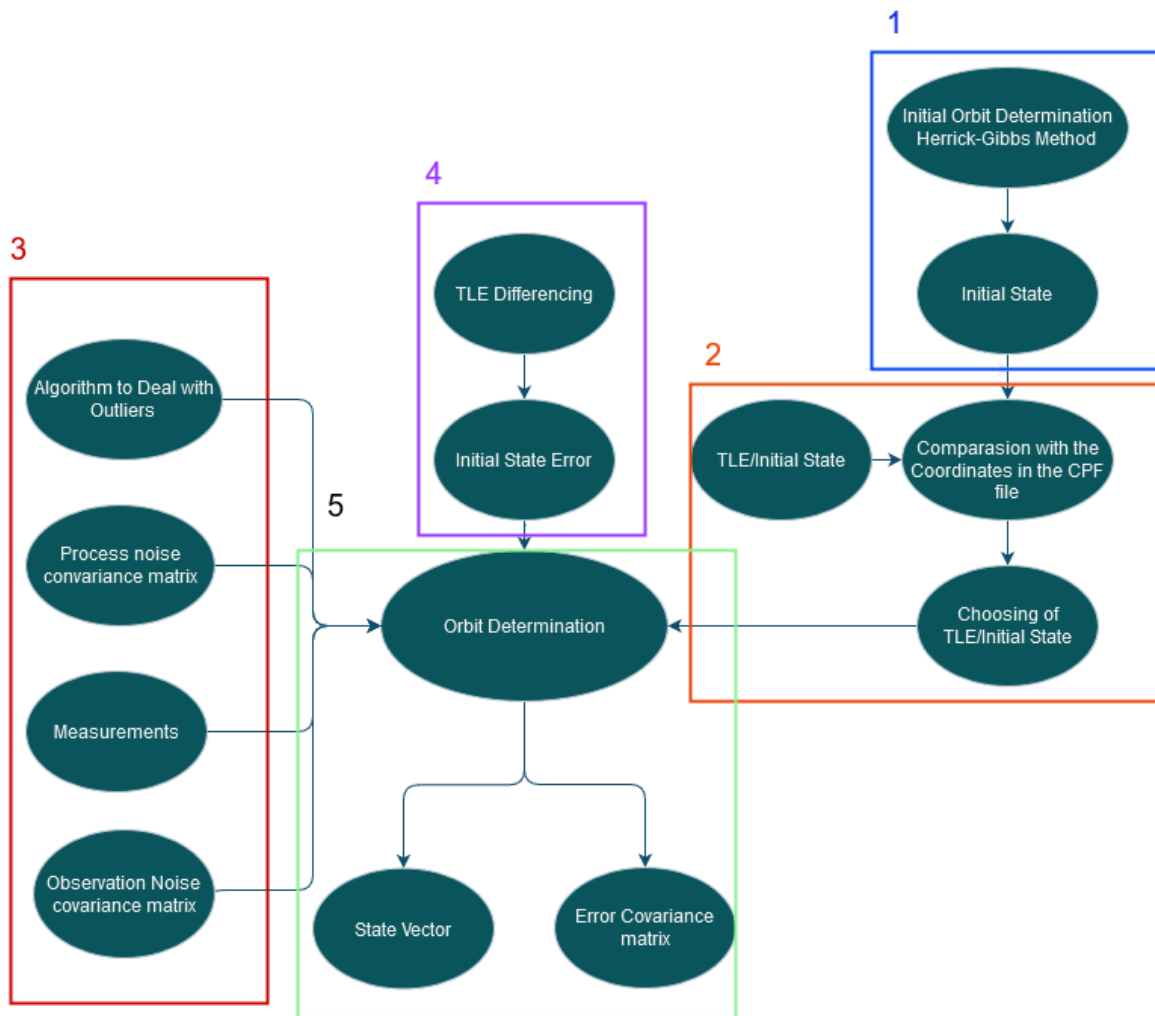 1
Initial Orbit Determination
Herrick-Gibbs Method
Initial State
4
TLE Differencing
Initial State Error
3
Algorithm to Deal with
Outliers
Process noise
convariance matrix
Measurements
Observation Noise
covariance matrix
2
TLE/Initial State
Comparasion with the
Coordinates in the CPF
file
Choosing of
TLE/Initial State
5
Orbit Determination
State Vector
Error Covariance
matrix